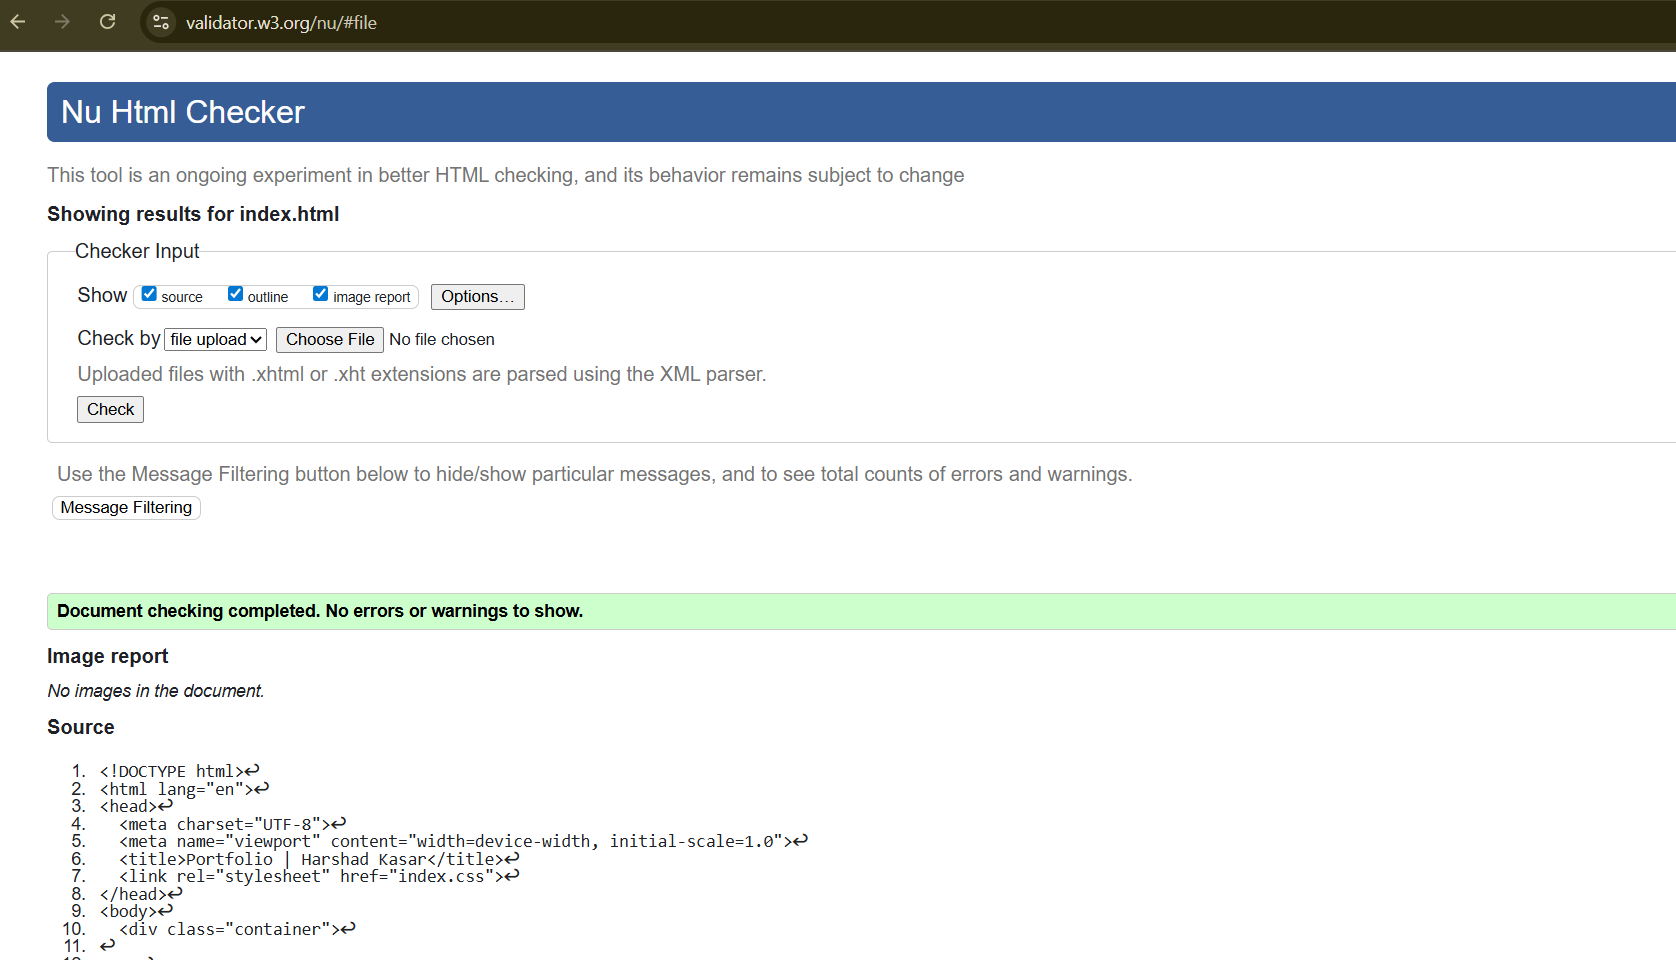 validator.w3.org/nu/#file
Nu Html Checker
This tool is an ongoing experiment in better HTML checking, and its behavior remains subject to change
Showing results for index.html
Checker Input
Show source outline image report Options...
Check by file upload Choose File No file chosen
Uploaded files with .xhtml or .xht extensions are parsed using the XML parser.
Check
Use the Message Filtering button below to hide/show particular messages, and to see total counts of errors and warnings.
Message Filtering
Document checking completed. No errors or warnings to show.
Image report
No images in the document.
Source
1. <!DOCTYPE html>↩
2. <html lang="en">↩
3. <head>↩
4. <meta charset="UTF-8">↩
5. <meta name="viewport" content="width=device-width, initial-scale=1.0">↩
6. <title>Portfolio | Harshad Kasar</title>↩
7. <link rel="stylesheet" href="index.css">↩
8. </head>↩
9. <body>↩
10. <div class="container">↩
11. ↩